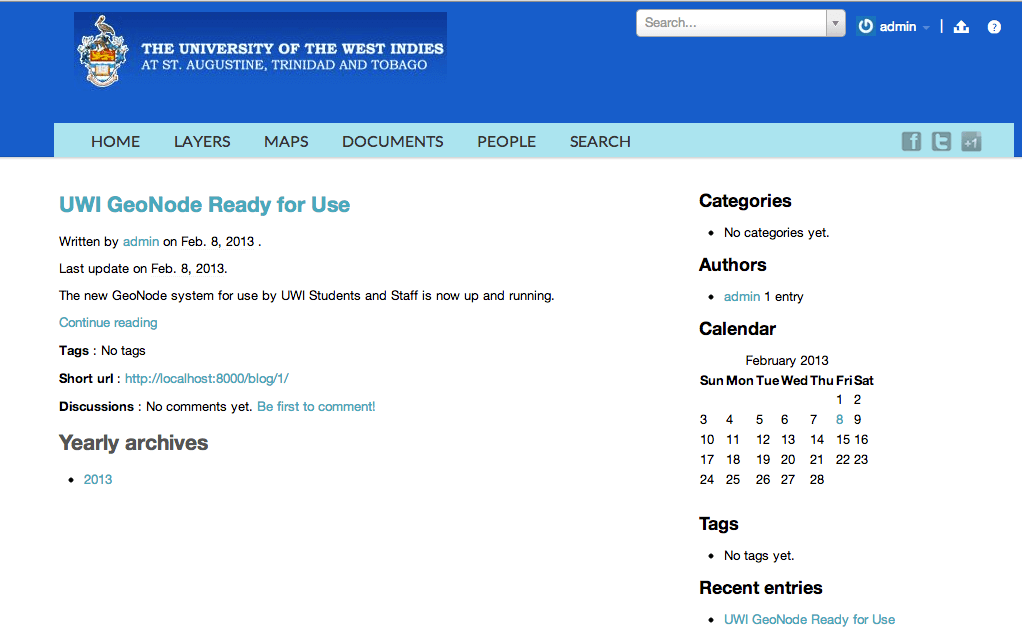 THE UNIVERSITY OF THE WEST INDIES
AT ST. AUGUSTINE, TRINIDAD AND TOBAGO
Search...
admin
|
?
HOME LAYERS MAPS DOCUMENTS PEOPLE SEARCH
f t +1
UWI GeoNode Ready for Use
Written by admin on Feb. 8, 2013 .
Last update on Feb. 8, 2013.
The new GeoNode system for use by UWI Students and Staff is now up and running.
Continue reading
Tags : No tags
Short url : http://localhost:8000/blog/1/
Discussions : No comments yet. Be first to comment!
Yearly archives
• 2013
Categories
• No categories yet.
Authors
• admin 1 entry
Calendar
February 2013
Sun Mon Tue Wed Thu Fri Sat
1 2
3 4 5 6 7 8 9
10 11 12 13 14 15 16
17 18 19 20 21 22 23
24 25 26 27 28
Tags
• No tags yet.
Recent entries
• UWI GeoNode Ready for Use